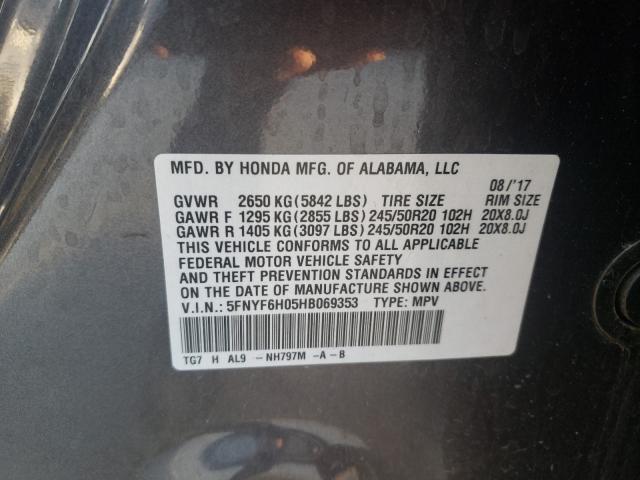 MFD. BY HONDA MFG. OF ALABAMA, LLC
08/'17
GVWR 2650 KG (5842 LBS) TIRE SIZE RIM SIZE
GAWR F 1295 KG (2855 LBS) 245/50R20 102H 20X8.0J
GAWR R 1405 KG (3097 LBS) 245/50R20 102H 20X8.0J
THIS VEHICLE CONFORMS TO ALL APPLICABLE
FEDERAL MOTOR VEHICLE SAFETY
AND THEFT PREVENTION STANDARDS IN EFFECT
ON THE DATE OF MANUFACTURE SHOWN ABOVE.
V.I.N.: 5FNYF6H05HB069353 TYPE: MPV
TG7 H AL9 - NH797M -A-B